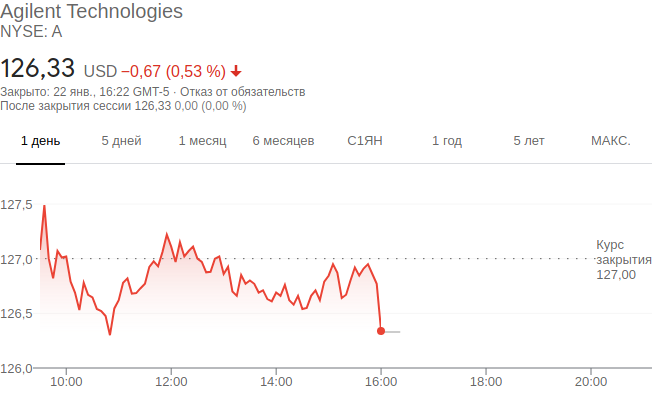 Agilent Technologies
NYSE: A
126,33 USD −0,67 (0,53 %)
Закрыто: 22 янв., 16:22 GMT-5 · Отказ от обязательств
После закрытия сессии 126,33 0,00 (0,00 %)
1 день 5 дней 1 месяц 6 месяцев С1ЯН 1 год 5 лет МАКС.
127,5
127,0
126,5
126,0
Курс
закрытия
127,00
10:00 12:00 14:00 16:00 18:00 20:00